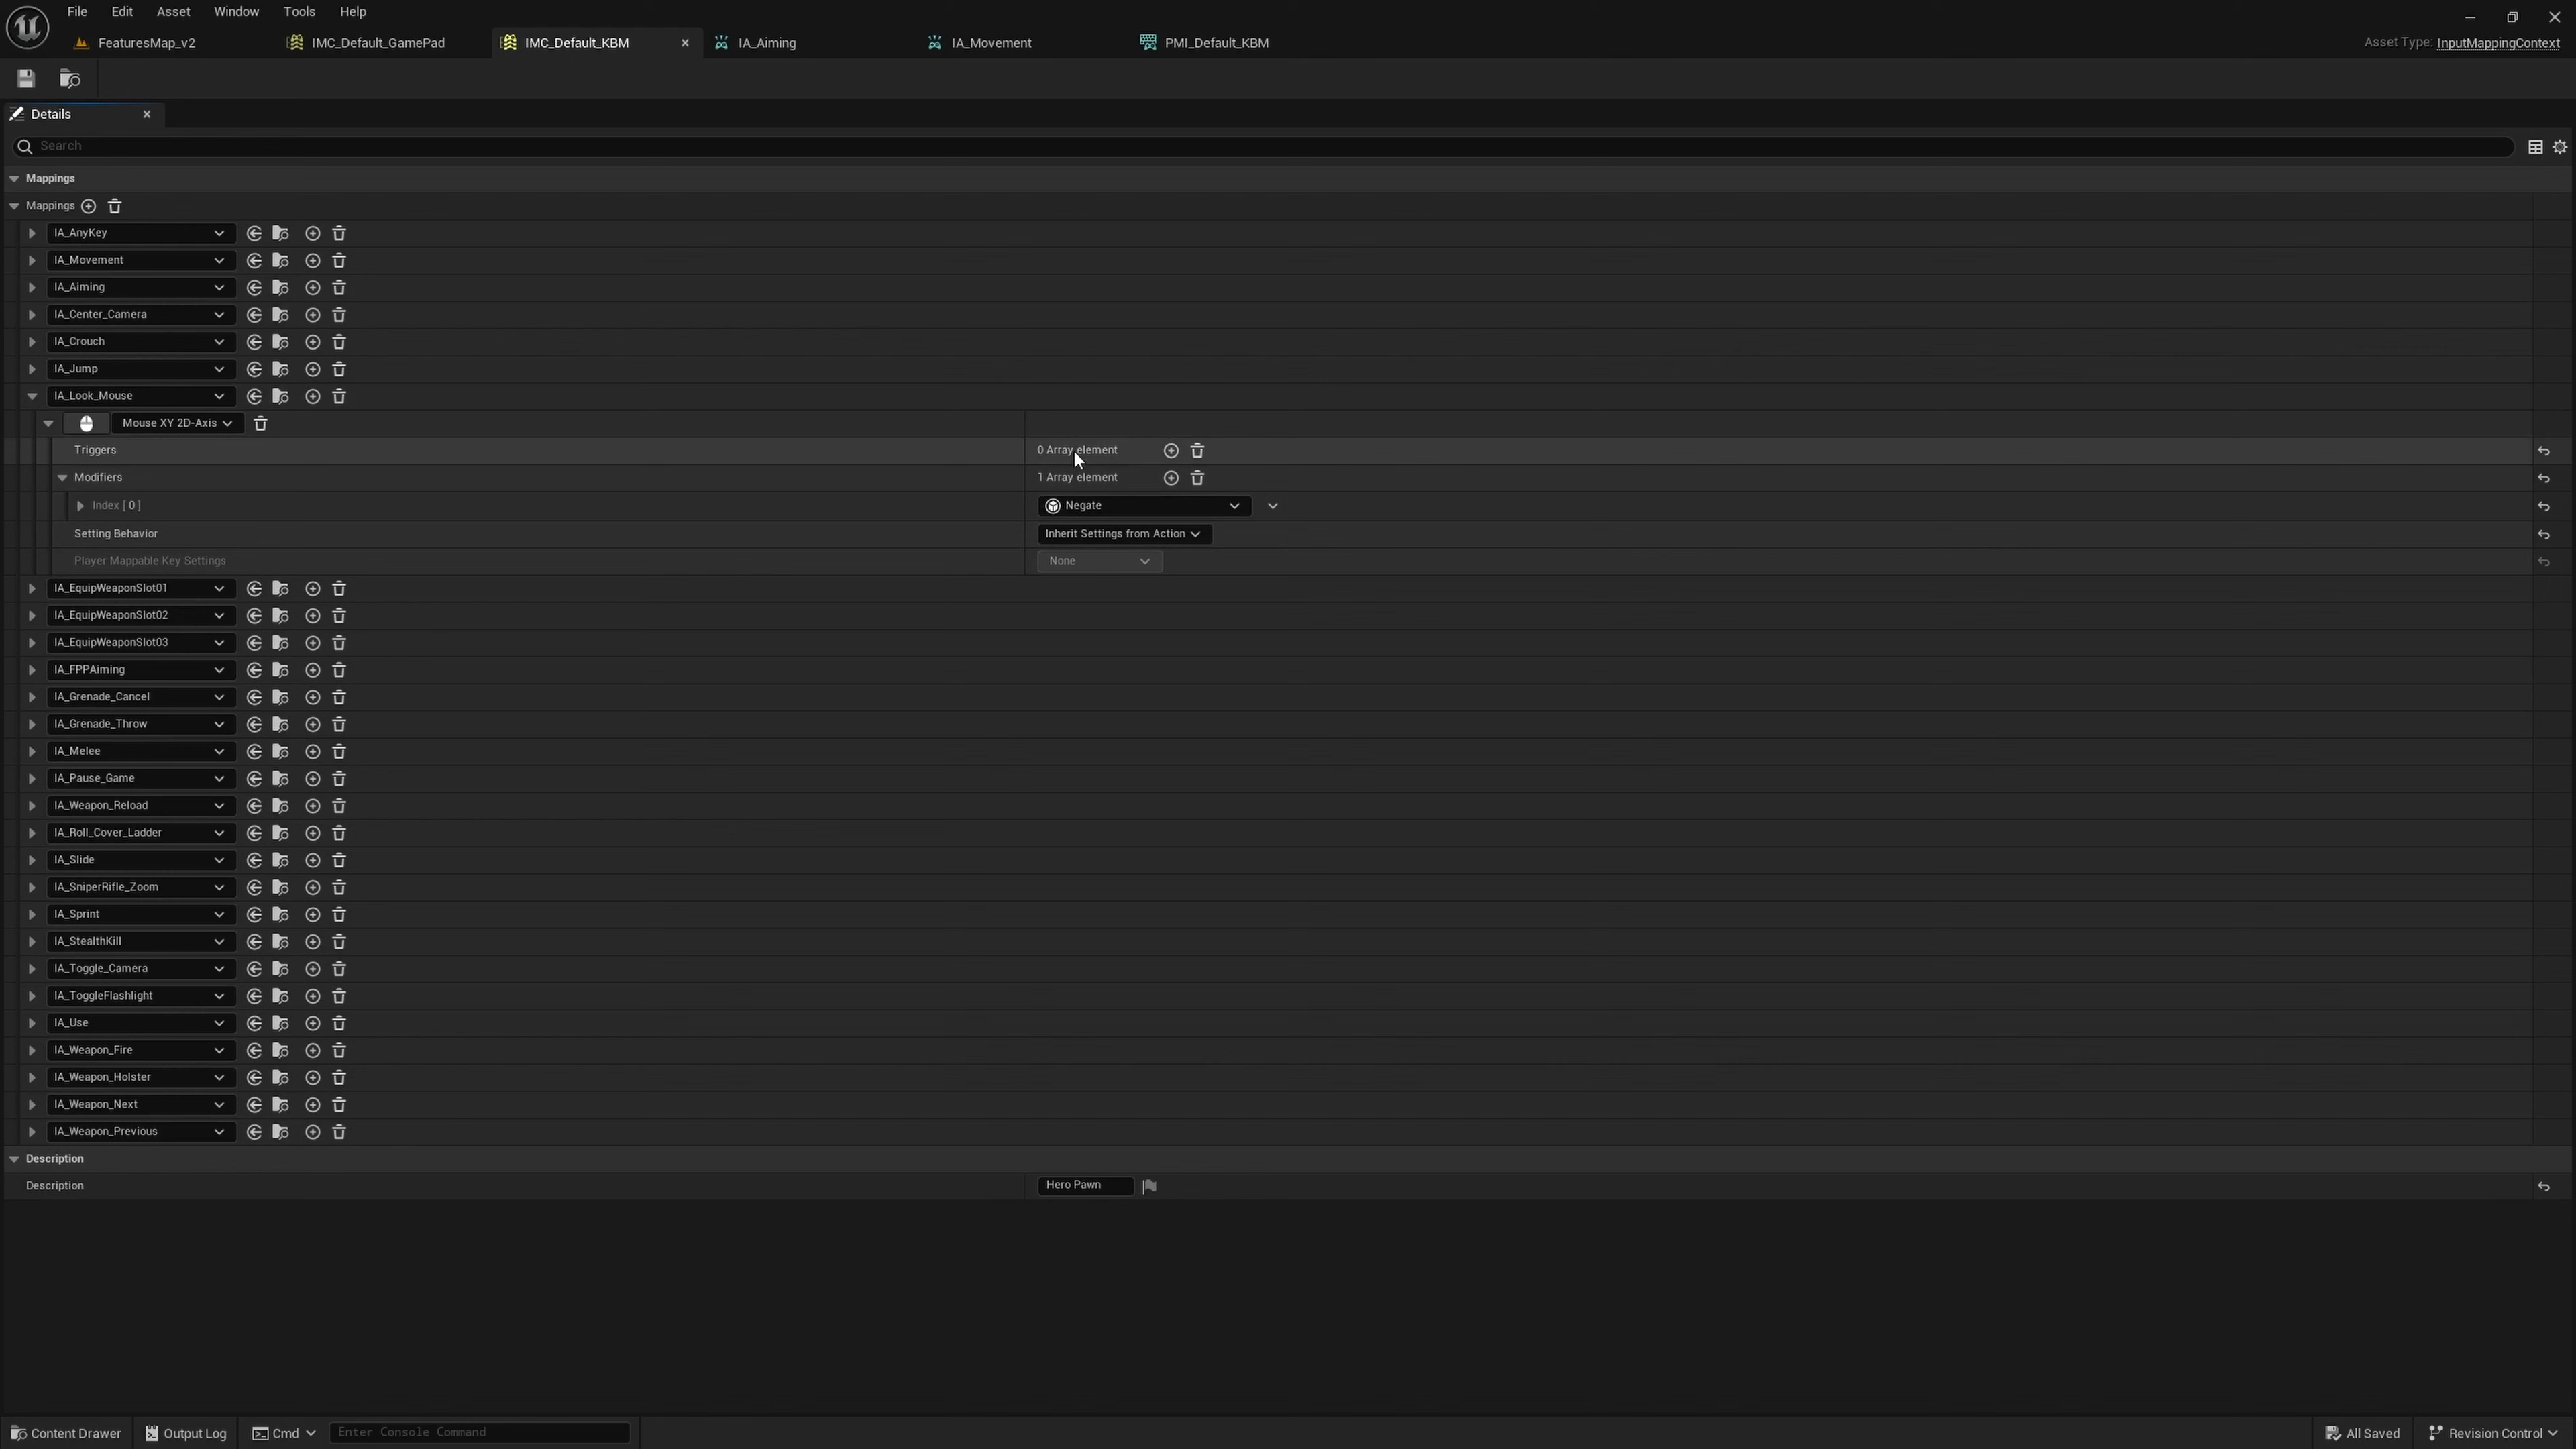 File Edit Asset Window Tools Help
FeaturesMap_v2 IMC_Default_GamePad IMC_Default_KBM IA_Aiming IA_Movement PMI_Default_KBM Asset Type: InputMappingContext
Details
Search
Mappings
Mappings
IA_AnyKey
IA_Movement
IA_Aiming
IA_Center_Camera
IA_Crouch
IA_Jump
IA_Look_Mouse
Mouse XY 2D-Axis
Triggers 0 Array element
Modifiers 1 Array element
Index [ 0 ] Negate
Setting Behavior Inherit Settings from Action
Player Mappable Key Settings None
IA_EquipWeaponSlot01
IA_EquipWeaponSlot02
IA_EquipWeaponSlot03
IA_FPPAiming
IA_Grenade_Cancel
IA_Grenade_Throw
IA_Melee
IA_Pause_Game
IA_Weapon_Reload
IA_Roll_Cover_Ladder
IA_Slide
IA_SniperRifle_Zoom
IA_Sprint
IA_StealthKill
IA_Toggle_Camera
IA_ToggleFlashlight
IA_Use
IA_Weapon_Fire
IA_Weapon_Holster
IA_Weapon_Next
IA_Weapon_Previous
Description
Description Hero Pawn
Content Drawer Output Log Cmd Enter Console Command All Saved Revision Control